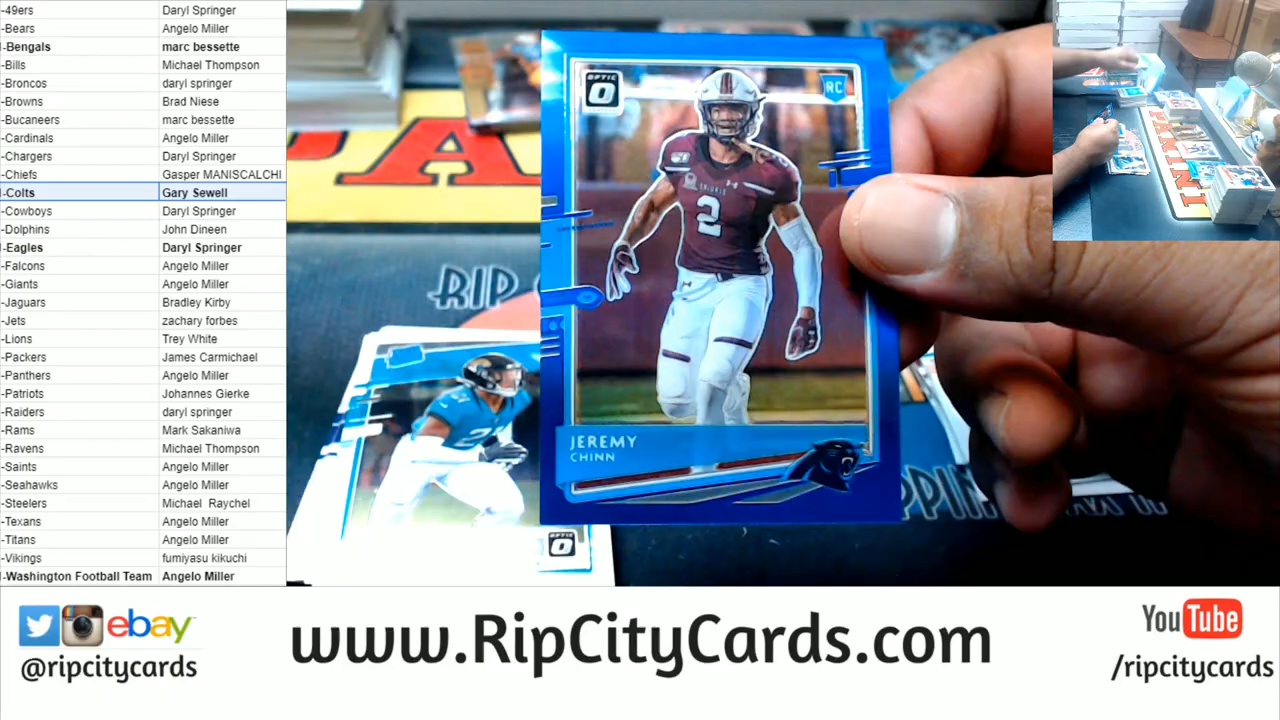 -49ers Daryl Springer
-Bears Angelo Miller
-Bengals marc bessette
-Bills Michael Thompson
-Broncos daryl springer
-Browns Brad Niese
-Bucaneers marc bessette
-Cardinals Angelo Miller
-Chargers Daryl Springer
-Chiefs Gasper MANISCALCHI
-Colts Gary Sewell
-Cowboys Daryl Springer
-Dolphins John Dineen
-Eagles Daryl Springer
-Falcons Angelo Miller
-Giants Angelo Miller
-Jaguars Bradley Kirby
-Jets zachary forbes
-Lions Trey White
-Packers James Carmichael
-Panthers Angelo Miller
-Patriots Johannes Gierke
-Raiders daryl springer
-Rams Mark Sakaniwa
-Ravens Michael Thompson
-Saints Angelo Miller
-Seahawks Angelo Miller
-Steelers Michael Raychel
-Texans Angelo Miller
-Titans Angelo Miller
-Vikings fumiyasu kikuchi
-Washington Football Team Angelo Miller
OPTIC
RC
2
JEREMY
CHINN
RIP
OPTIC
PANINI
ebay
@ripcitycards
www.RipCityCards.com
YouTube
/ripcitycards